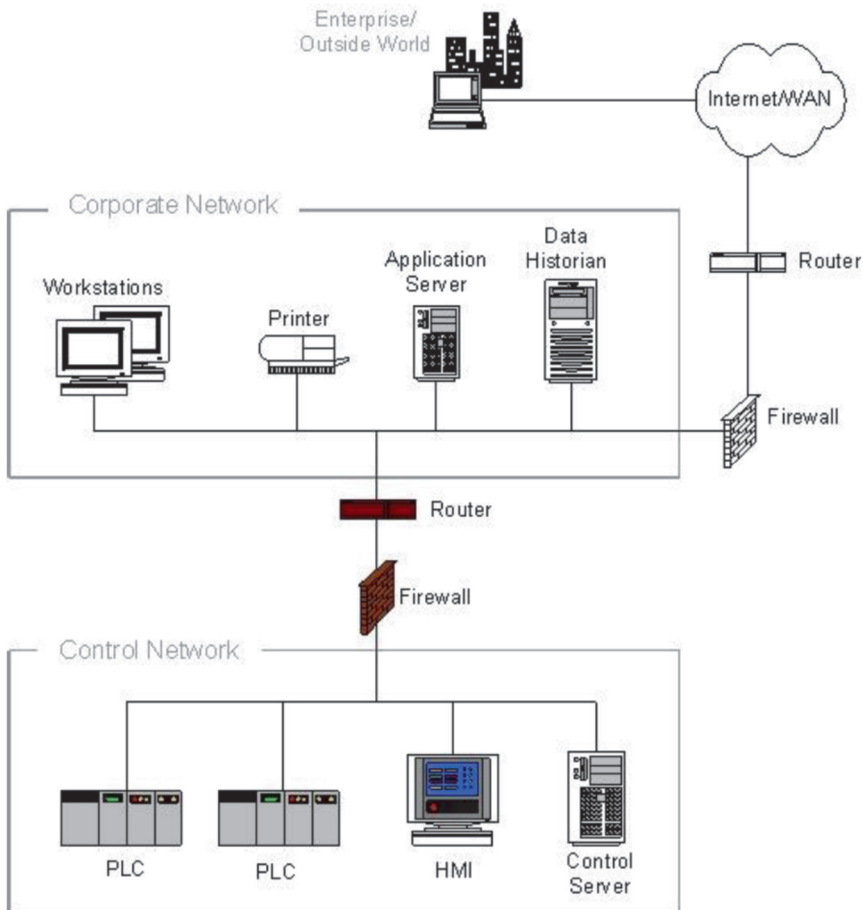 Enterprise/
Outside World
Internet/WAN
Corporate Network
Router
Workstations
Printer
Application
Server
Data
Historian
Firewall
Router
Firewall
Control Network
PLC
PLC
HMI
Control
Server